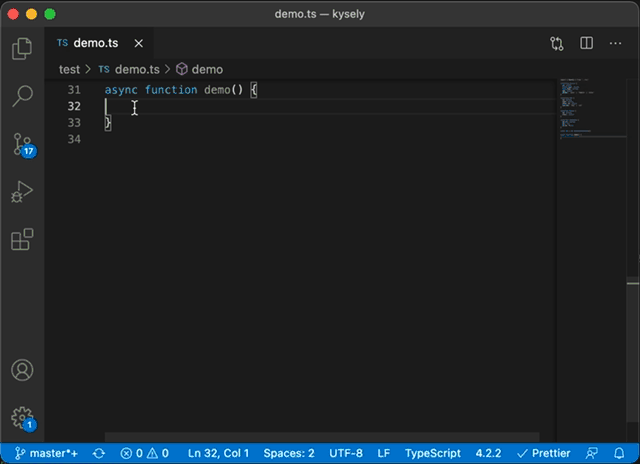 demo.ts — kysely
TS demo.ts
test > TS demo.ts > demo
31 async function demo() {
32
33 }
34
17
1
master*+ 0 0 Ln 32, Col 1 Spaces: 2 UTF-8 LF TypeScript 4.2.2 Prettier